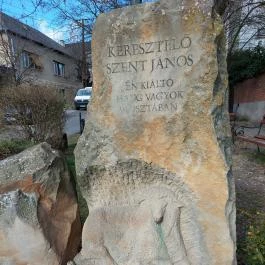 KERESZTELŐ
SZENT JÁNOS
ÉN KIÁLTÓ
VAGYOK